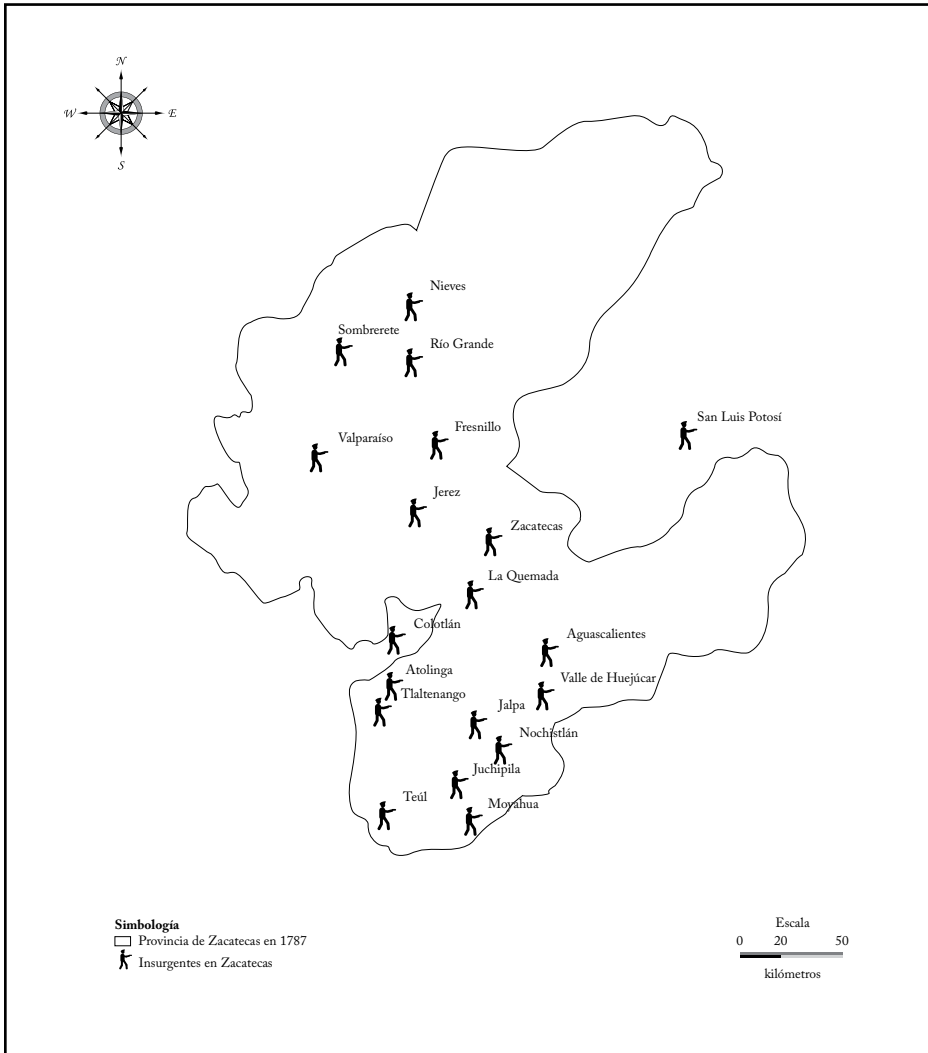 N
W
E
S
Nieves
Sombrerete
Río Grande
San Luis Potosí
Fresnillo
Valparaíso
Jerez
Zacatecas
La Quemada
Colotlán
Aguascalientes
Atolinga
Valle de Huejúcar
Tlaltenango
Jalpa
Nochistlán
Juchipila
Teúl
Moyahua
Simbología
Provincia de Zacatecas en 1787
Insurgentes en Zacatecas
Escala
0 20 50
kilómetros